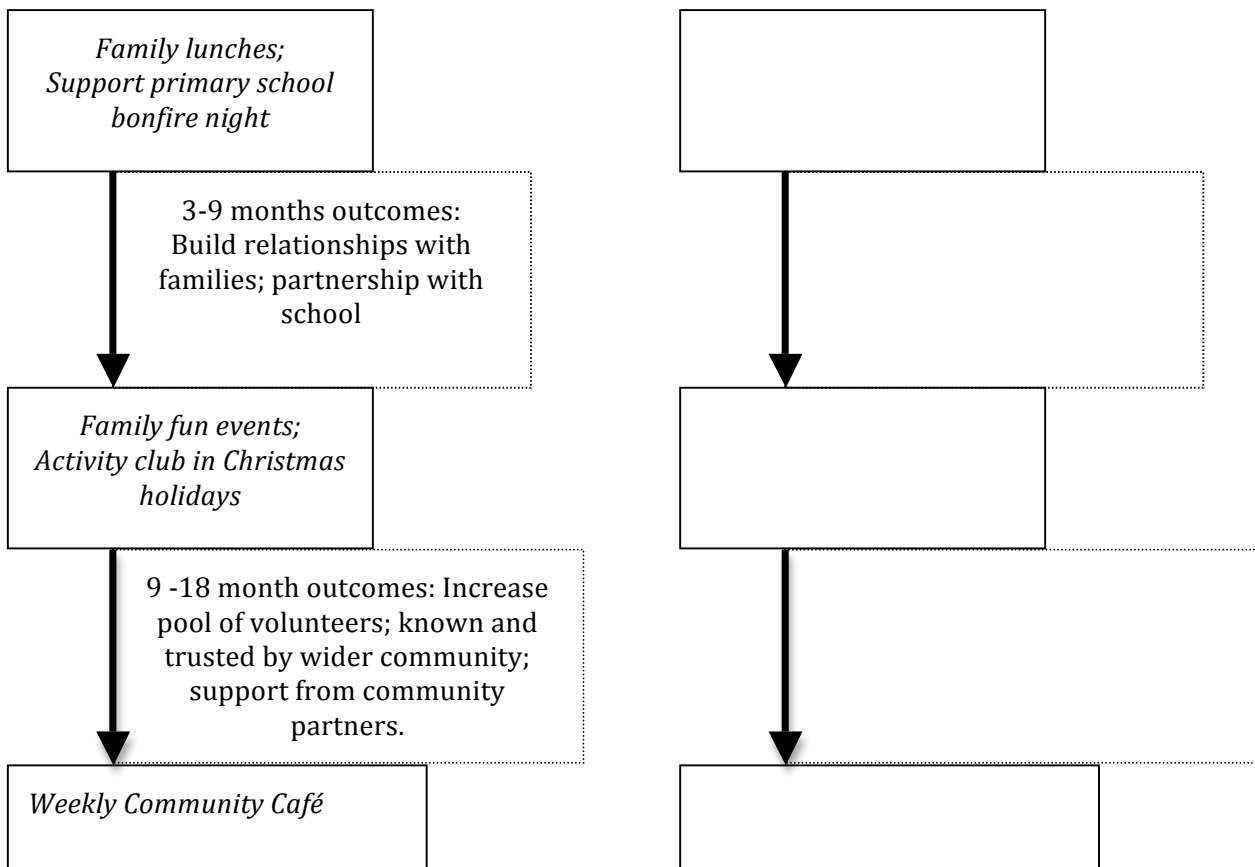 Family lunches;
Support primary school
bonfire night
3-9 months outcomes:
Build relationships with
families; partnership with
school
Family fun events;
Activity club in Christmas
holidays
9 -18 month outcomes: Increase
pool of volunteers; known and
trusted by wider community;
support from community
partners.
Weekly Community Café